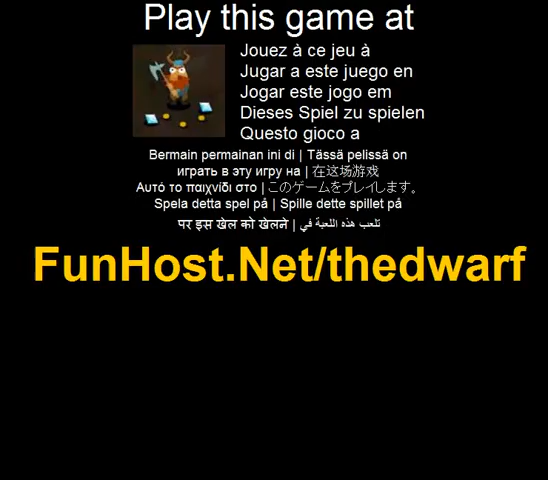 Play this game at
Jouez à ce jeu à
Jugar a este juego en
Jogar este jogo em
Dieses Spiel zu spielen
Questo gioco a
Bermain permainan ini di | Tässä pelissä on
играть в эту игру на | 在这场游戏
Αυτό το παιχνίδι στο | このゲームをプレイします。
Spela detta spel på | Spille dette spillet på
पर इस खेल को खेलने | تلعب هذه اللعبة في
FunHost.Net/thedwarf